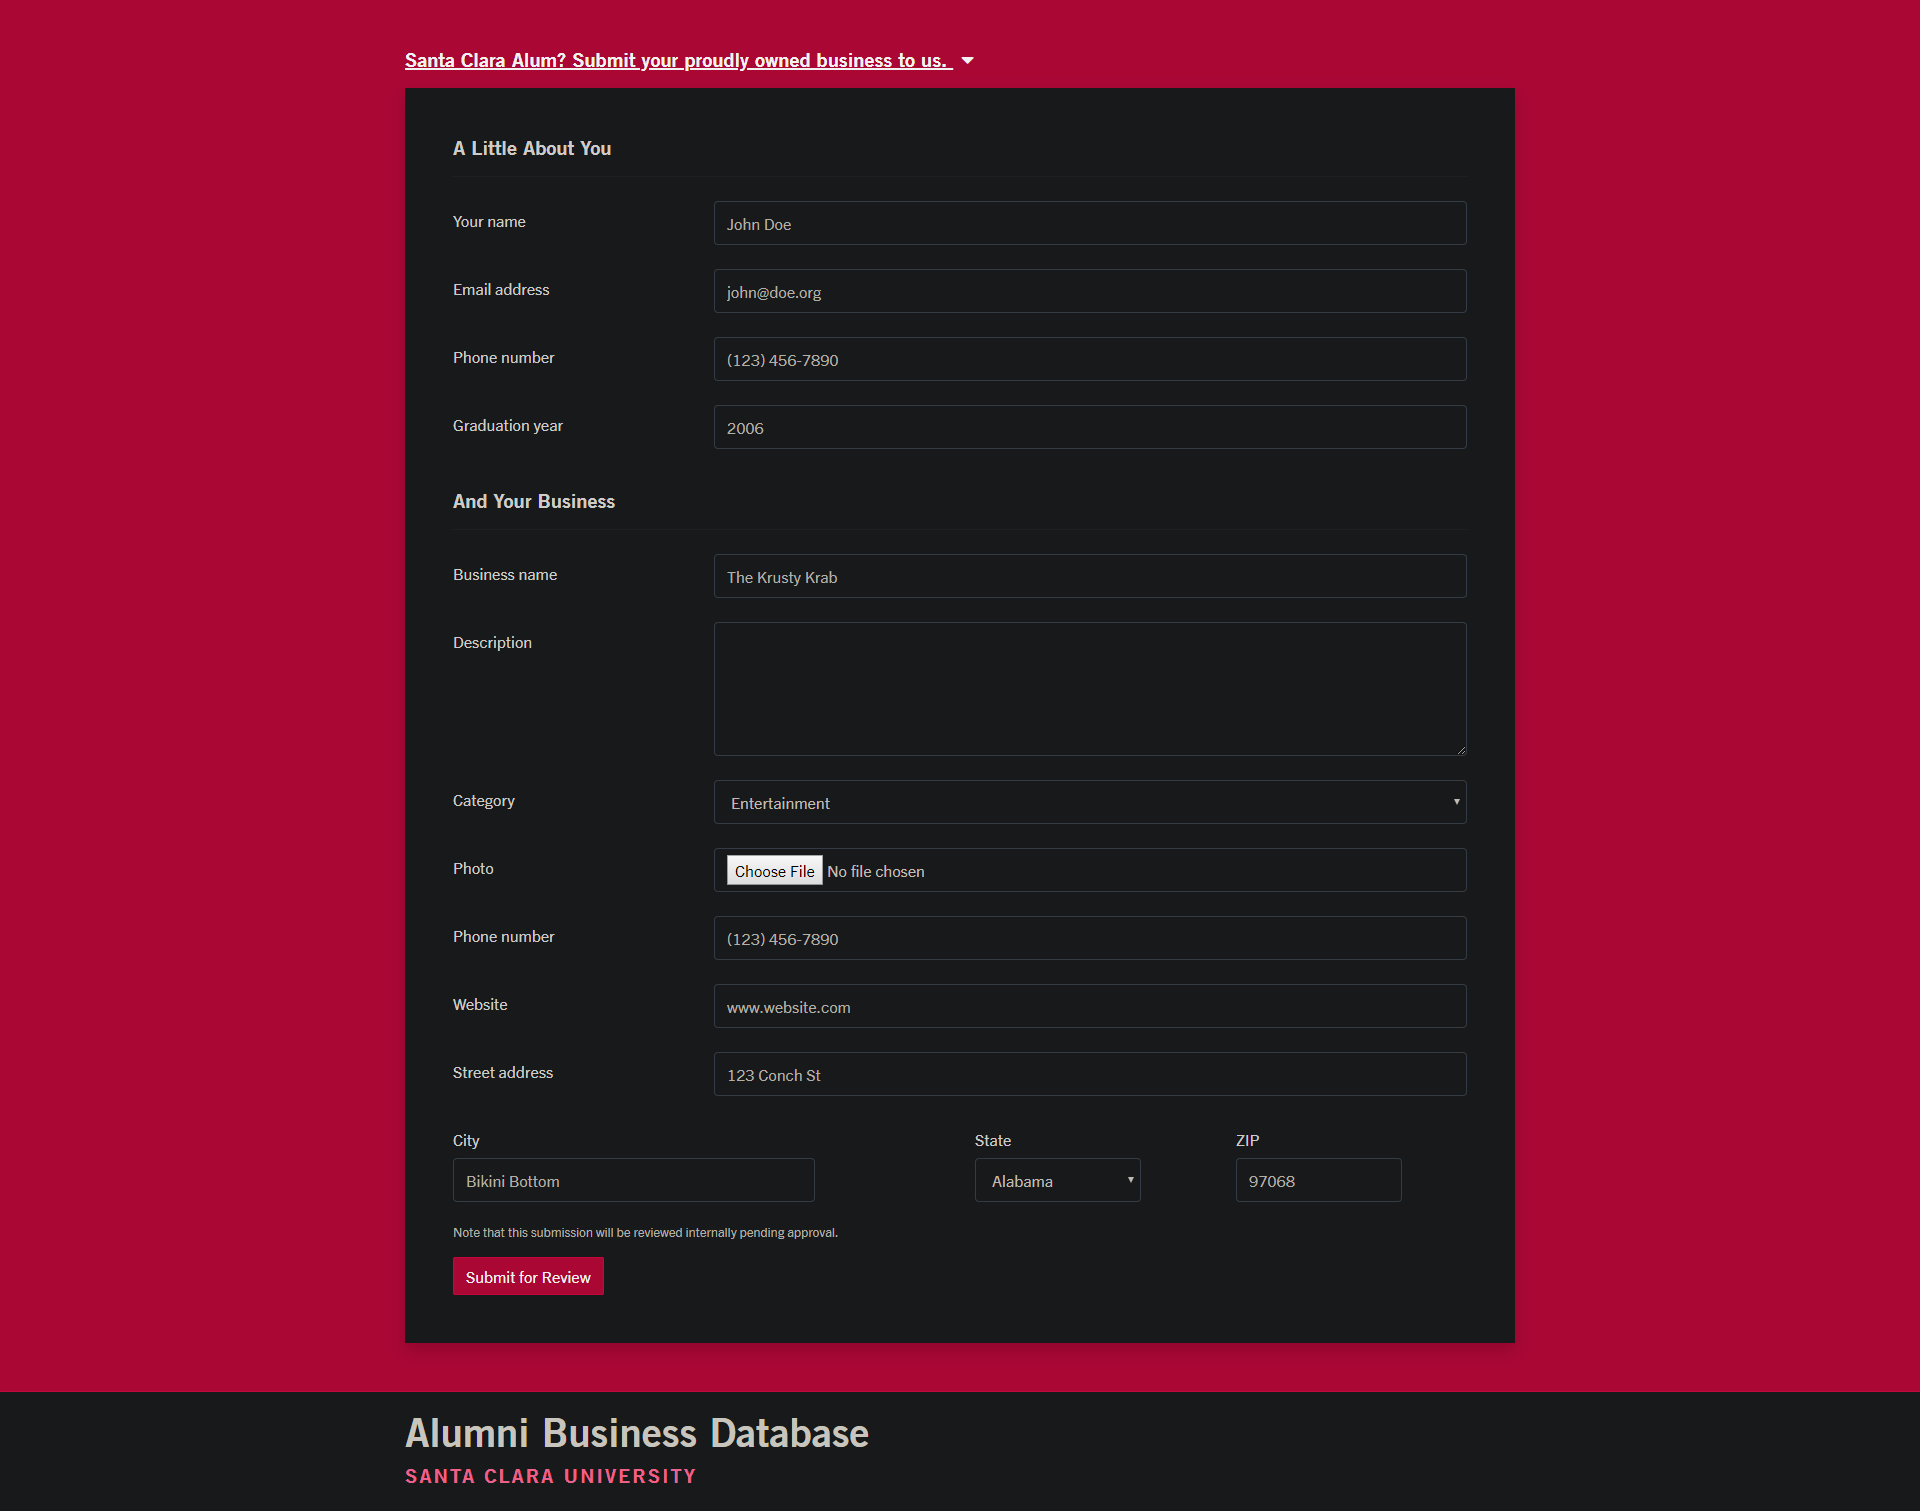 Santa Clara Alum? Submit your proudly owned business to us.
A Little About You
Your name
John Doe
Email address
john@doe.org
Phone number
(123) 456-7890
Graduation year
2006
And Your Business
Business name
The Krusty Krab
Description
Category
Entertainment
Photo
Choose File No file chosen
Phone number
(123) 456-7890
Website
www.website.com
Street address
123 Conch St
City
Bikini Bottom
State
Alabama
ZIP
97068
Note that this submission will be reviewed internally pending approval.
Submit for Review
Alumni Business Database
SANTA CLARA UNIVERSITY